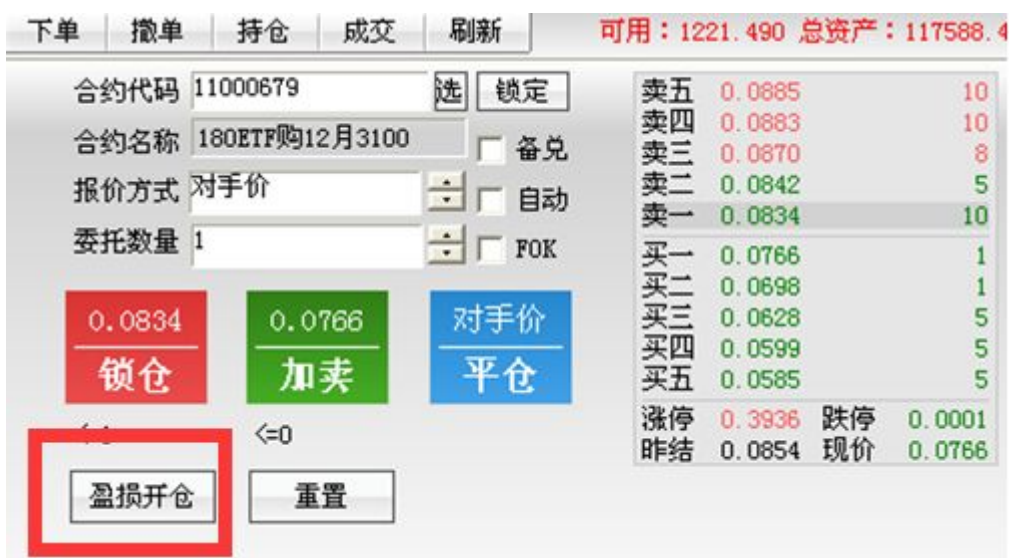 下单 撤单 持仓 成交 刷新 可用：1221.490 总资产：117588.4
合约代码 11000679 选 锁定
合约名称 180ETF购12月3100 备兑
报价方式 对手价 自动
委托数量 1 FOK
0.0834 0.0766 对手价
锁仓 加卖 平仓
<=0
盈损开仓 重置
卖五 0.0885 10
卖四 0.0883 10
卖三 0.0870 8
卖二 0.0842 5
卖一 0.0834 10
买一 0.0766 1
买二 0.0698 1
买三 0.0628 5
买四 0.0599 5
买五 0.0585 5
涨停 0.3936 跌停 0.0001
昨结 0.0854 现价 0.0766